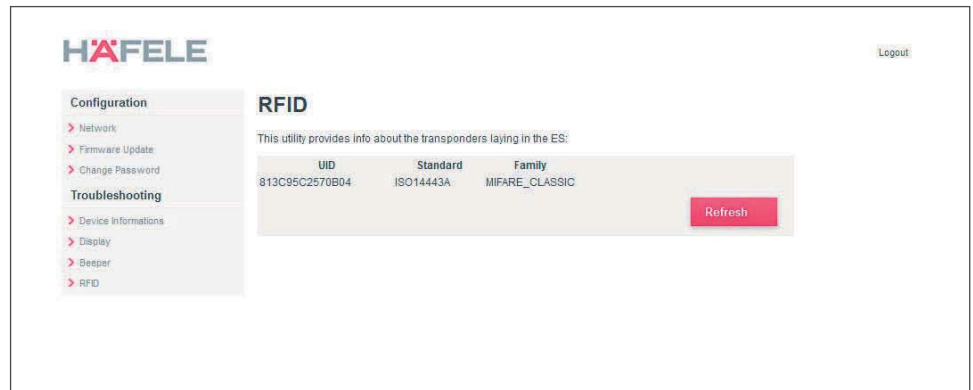 HÄFELE
Logout
Configuration
Network
Firmware Update
Change Password
Troubleshooting
Device Informations
Display
Beeper
RFID
RFID
This utility provides info about the transponders laying in the ES:
UID Standard Family
813C95C2570B04 ISO14443A MIFARE_CLASSIC
Refresh